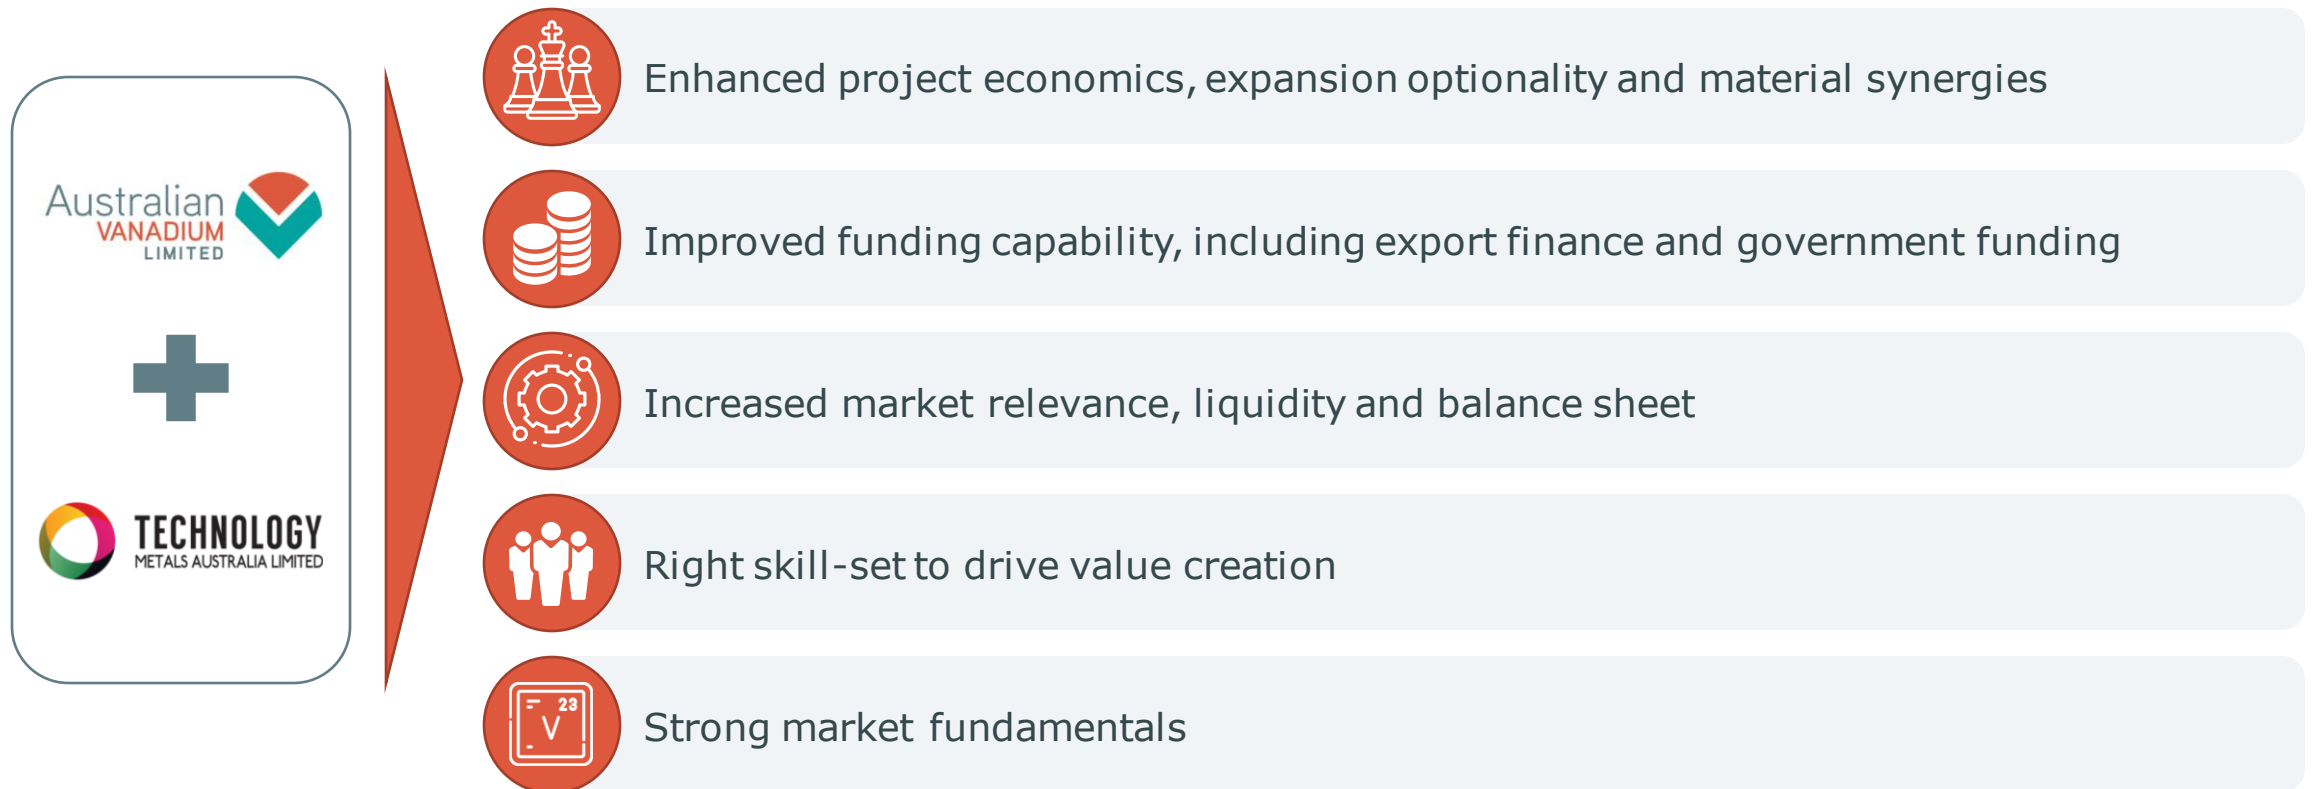 Australian
VANADIUM
LIMITED
TECHNOLOGY
METALS AUSTRALIA LIMITED
Enhanced project economics, expansion optionality and material synergies
Improved funding capability, including export finance and government funding
Increased market relevance, liquidity and balance sheet
Right skill-set to drive value creation
23
V
Strong market fundamentals